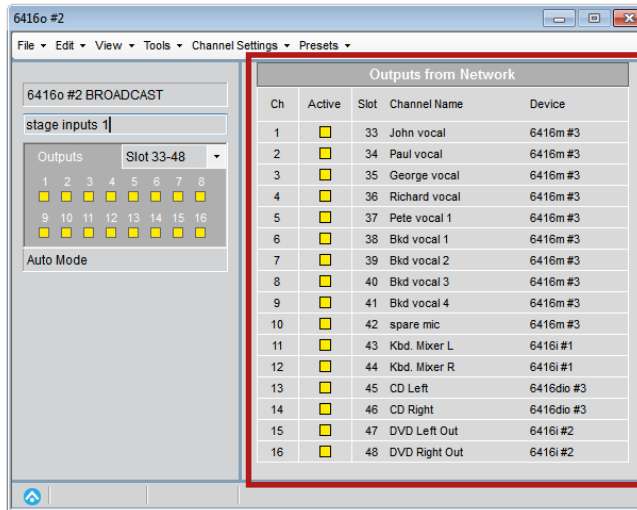 6416o #2
File Edit View Tools Channel Settings Presets
6416o #2 BROADCAST
stage inputs 1
Outputs Slot 33-48
1 2 3 4 5 6 7 8
9 10 11 12 13 14 15 16
Auto Mode
Outputs from Network
Ch Active Slot Channel Name Device
1 33 John vocal 6416m #3
2 34 Paul vocal 6416m #3
3 35 George vocal 6416m #3
4 36 Richard vocal 6416m #3
5 37 Pete vocal 1 6416m #3
6 38 Bkd vocal 1 6416m #3
7 39 Bkd vocal 2 6416m #3
8 40 Bkd vocal 3 6416m #3
9 41 Bkd vocal 4 6416m #3
10 42 spare mic 6416m #3
11 43 Kbd. Mixer L 6416i #1
12 44 Kbd. Mixer R 6416i #1
13 45 CD Left 6416dio #3
14 46 CD Right 6416dio #3
15 47 DVD Left Out 6416i #2
16 48 DVD Right Out 6416i #2